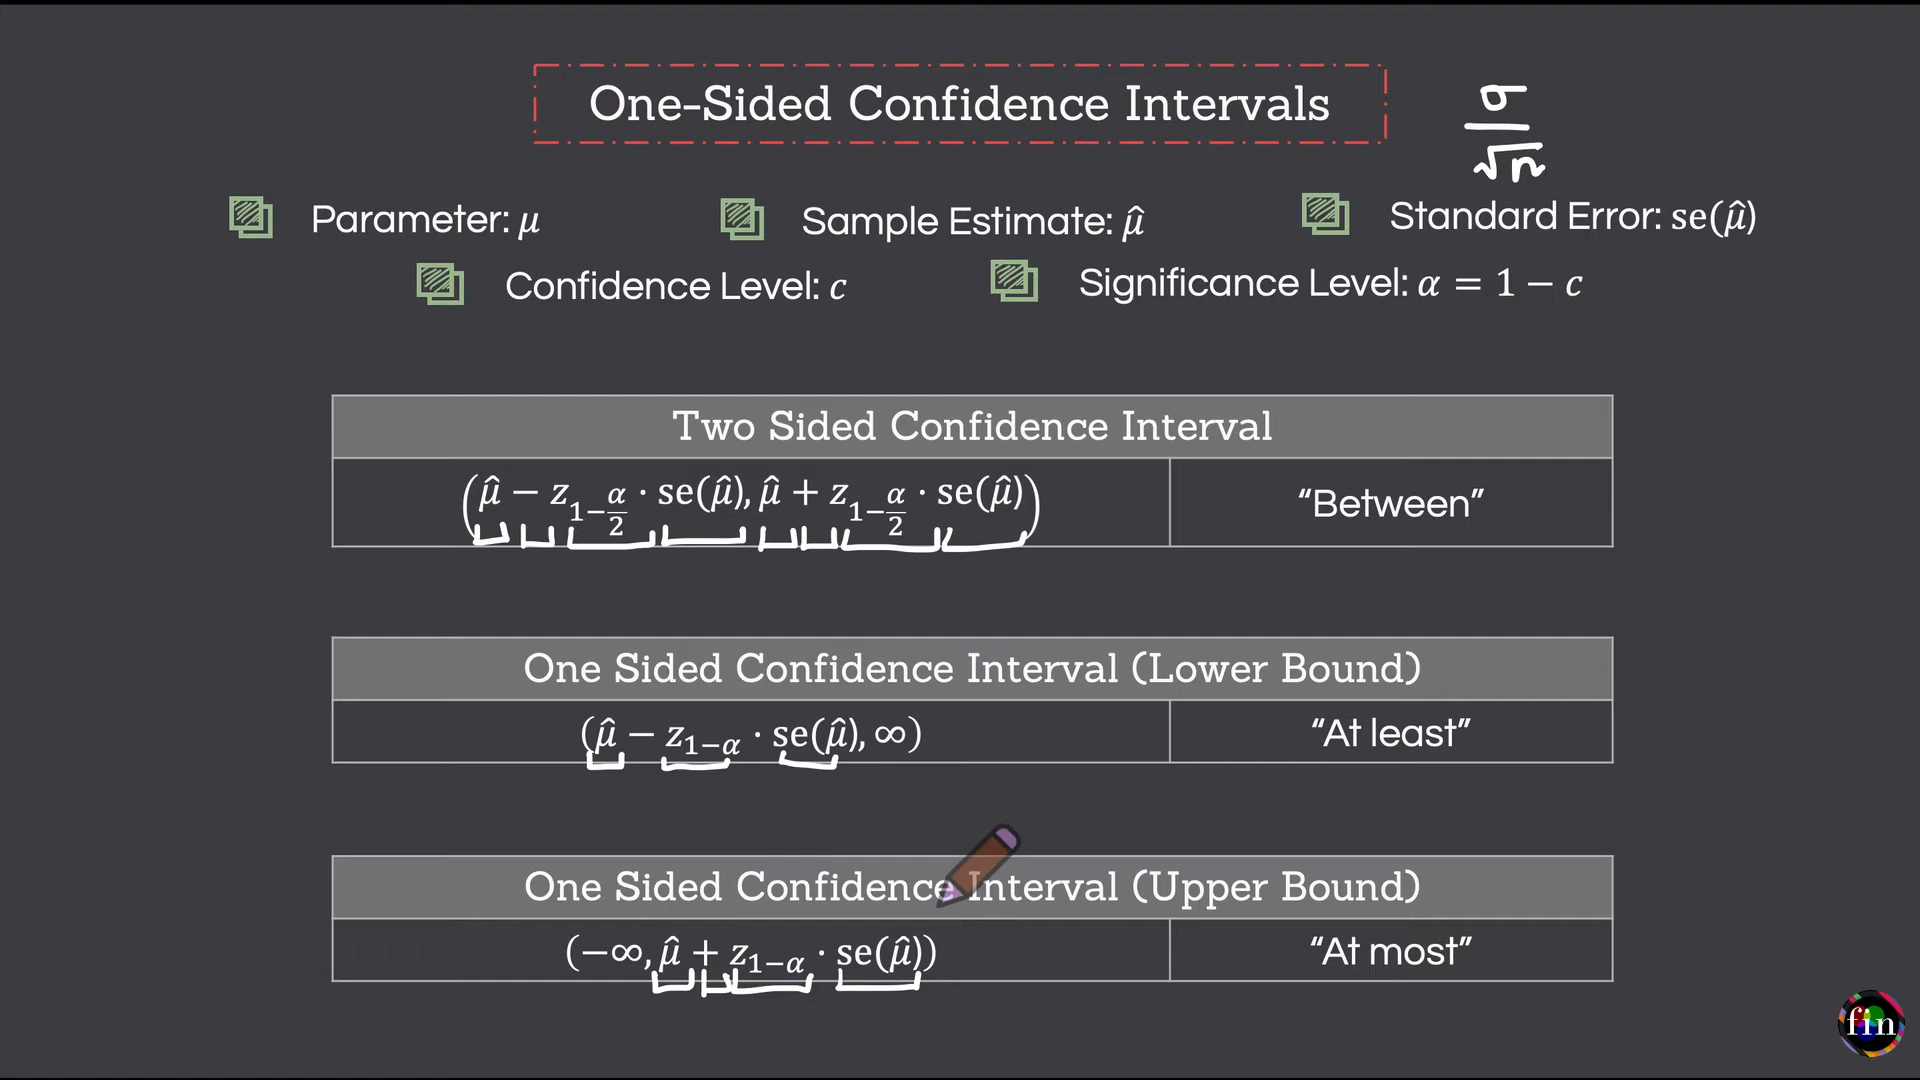 One-Sided Confidence Intervals
σ
√n
Parameter: μ
Sample Estimate: μ̂
Standard Error: se(μ̂)
Confidence Level: c
Significance Level: α = 1 − c
Two Sided Confidence Interval
(μ̂ − z_{1−α/2} · se(μ̂), μ̂ + z_{1−α/2} · se(μ̂))
“Between”
One Sided Confidence Interval (Lower Bound)
(μ̂ − z_{1−α} · se(μ̂), ∞)
“At least”
One Sided Confidence Interval (Upper Bound)
(−∞, μ̂ + z_{1−α} · se(μ̂))
“At most”
fin